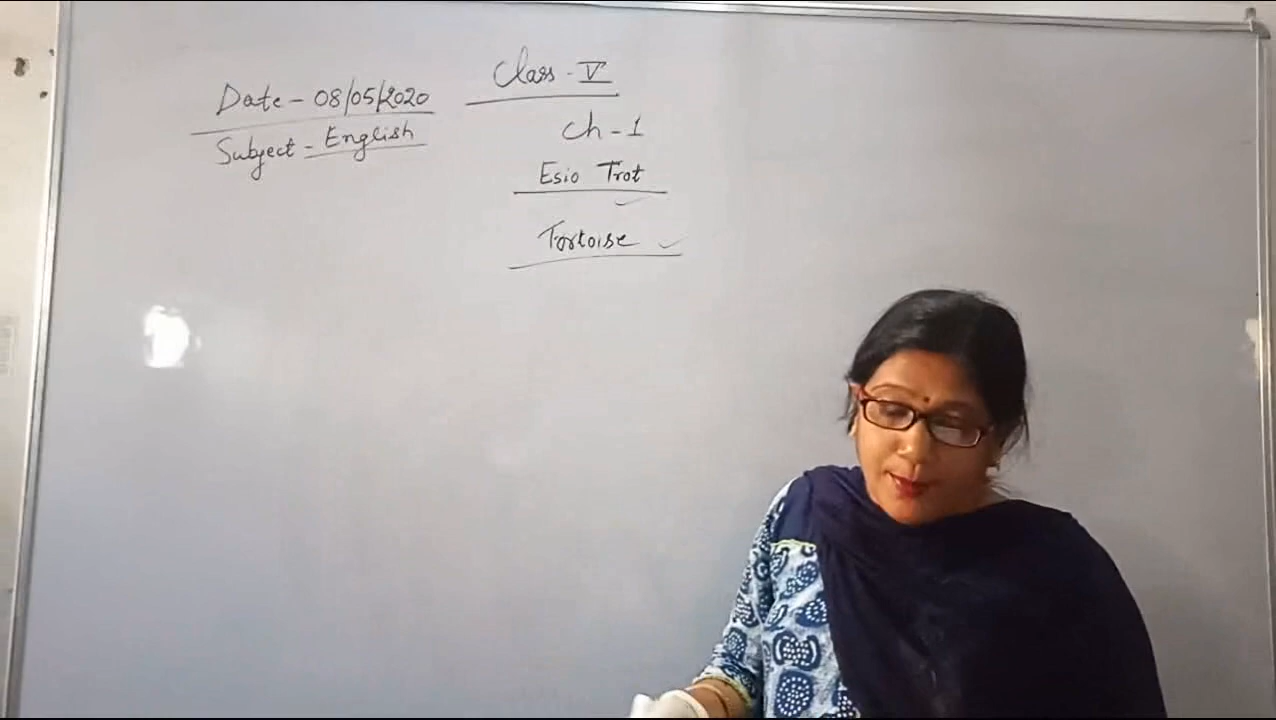 Class - V
Date - 08/05/2020
Subject - English
Ch - 1
Esio Trot
Tortoise